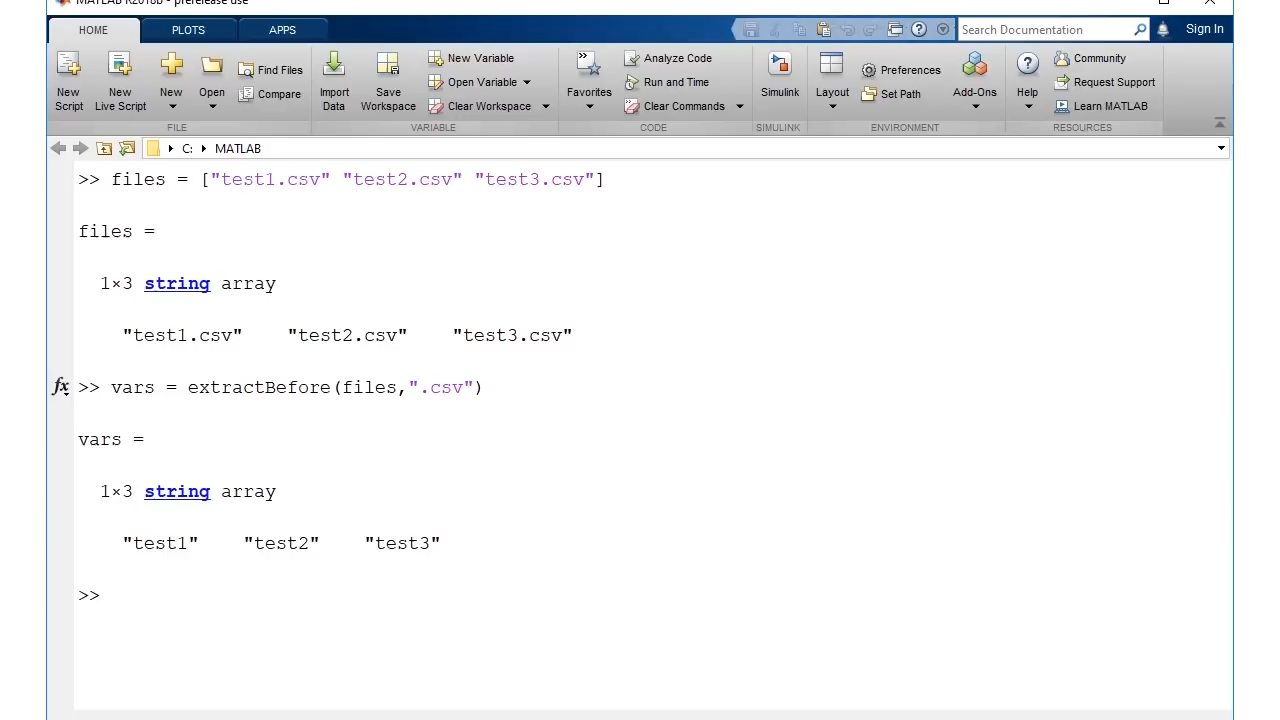 MATLAB R2018b - prerelease use
HOME PLOTS APPS Search Documentation Sign In
New Script New Live Script New Open Find Files Compare Import Data Save Workspace New Variable Open Variable Clear Workspace Favorites Analyze Code Run and Time Clear Commands Simulink Layout Preferences Set Path Add-Ons Help Community Request Support Learn MATLAB
FILE VARIABLE CODE SIMULINK ENVIRONMENT RESOURCES
C: MATLAB
>> files = ["test1.csv" "test2.csv" "test3.csv"]
files =
1×3 string array
"test1.csv" "test2.csv" "test3.csv"
fx >> vars = extractBefore(files,".csv")
vars =
1×3 string array
"test1" "test2" "test3"
>>